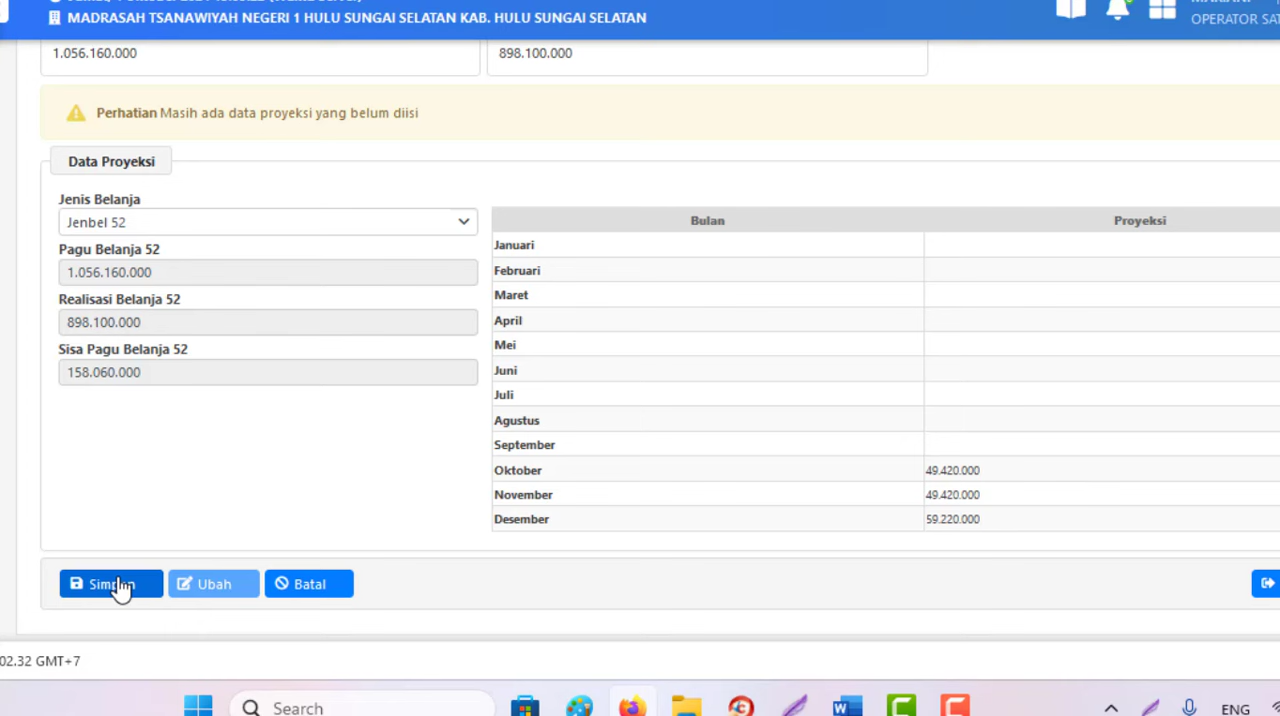 MADRASAH TSANAWIYAH NEGERI 1 HULU SUNGAI SELATAN KAB. HULU SUNGAI SELATAN
OPERATOR SAT
1.056.160.000 898.100.000
Perhatian Masih ada data proyeksi yang belum diisi
Data Proyeksi
Jenis Belanja
Jenbel 52
Pagu Belanja 52
1.056.160.000
Realisasi Belanja 52
898.100.000
Sisa Pagu Belanja 52
158.060.000
Bulan Proyeksi
Januari
Februari
Maret
April
Mei
Juni
Juli
Agustus
September
Oktober 49.420.000
November 49.420.000
Desember 59.220.000
Simpan Ubah Batal
02.32 GMT+7
Search
ENG